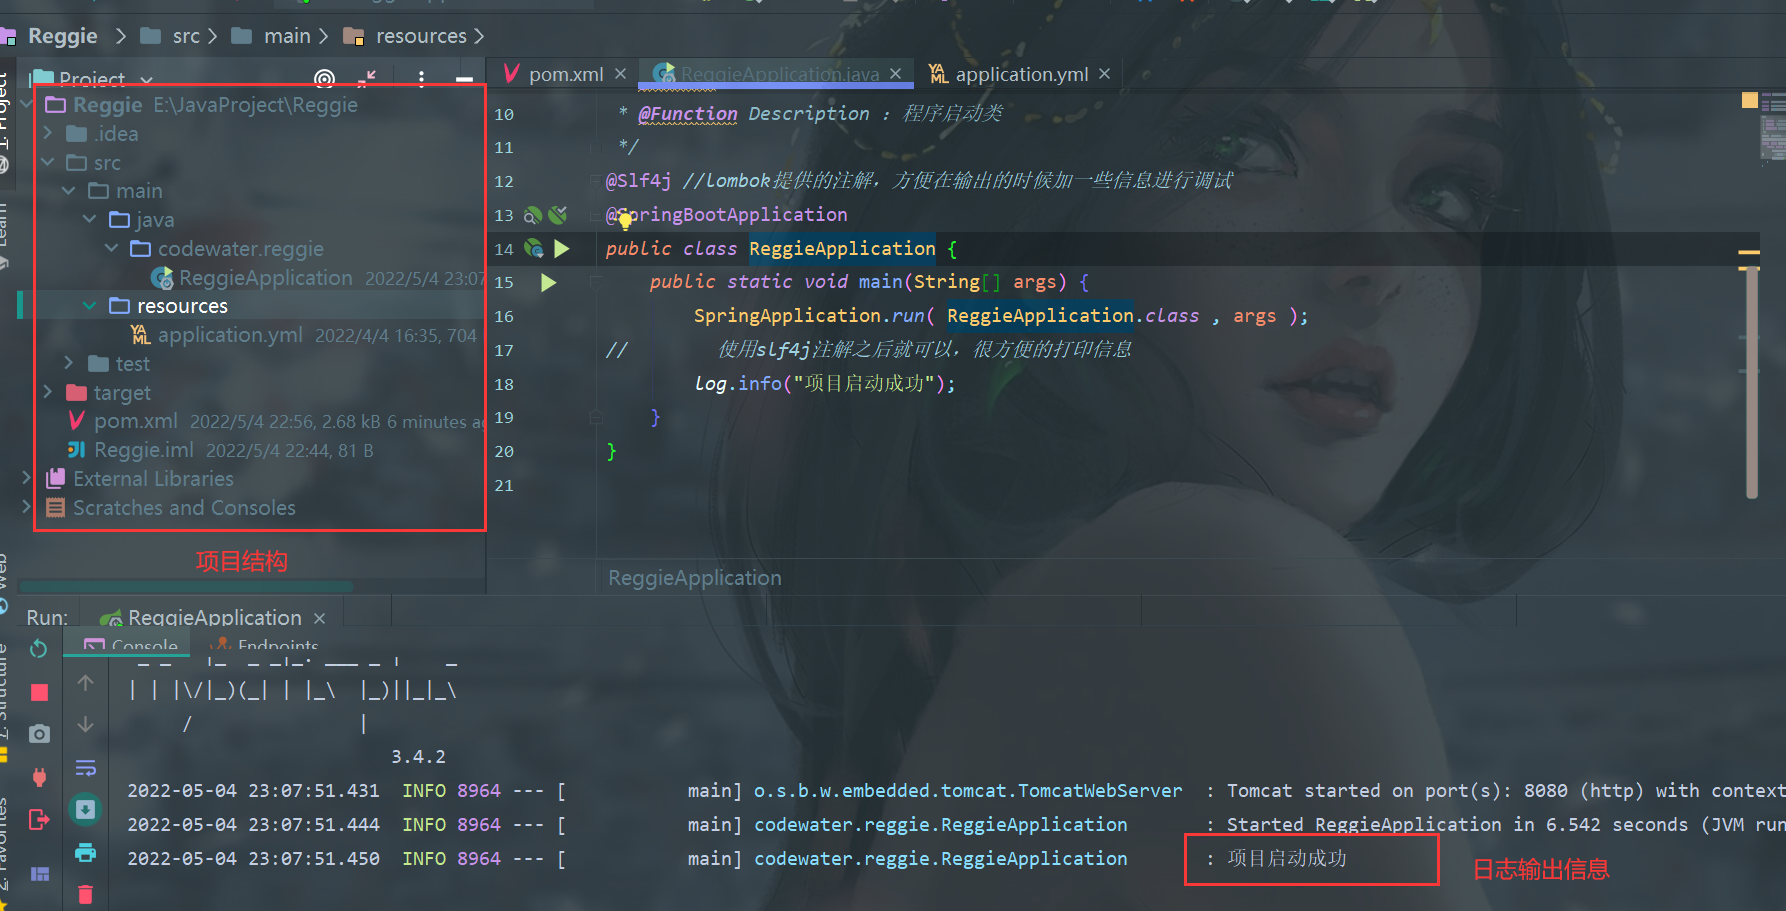 Reggie > src > main > resources >
Project
pom.xml
ReggieApplication.java
application.yml
Reggie E:\JavaProject\Reggie
.idea
src
main
java
codewater.reggie
ReggieApplication 2022/5/4 23:07
resources
application.yml 2022/4/4 16:35, 704
test
target
pom.xml 2022/5/4 22:56, 2.68 kB 6 minutes a
Reggie.iml 2022/5/4 22:44, 81 B
External Libraries
Scratches and Consoles
项目结构
10 * @Function Description : 程序启动类
11 */
12 @Slf4j //lombok提供的注解，方便在输出的时候加一些信息进行调试
13 @SpringBootApplication
14 public class ReggieApplication {
15 public static void main(String[] args) {
16 SpringApplication.run( ReggieApplication.class , args );
17 // 使用slf4j注解之后就可以，很方便的打印信息
18 log.info("项目启动成功");
19 }
20 }
21
ReggieApplication
1: Project
Learn
Web
Z: Structure
2: Favorites
Run: ReggieApplication
Console Endpoints
_ _ |_ _ _|_. ___ _ | _
| | |\/|_)(_| | |_\ |_)||_|_\
/ |
3.4.2
2022-05-04 23:07:51.431 INFO 8964 --- [ main] o.s.b.w.embedded.tomcat.TomcatWebServer : Tomcat started on port(s): 8080 (http) with context
2022-05-04 23:07:51.444 INFO 8964 --- [ main] codewater.reggie.ReggieApplication : Started ReggieApplication in 6.542 seconds (JVM run
2022-05-04 23:07:51.450 INFO 8964 --- [ main] codewater.reggie.ReggieApplication : 项目启动成功
日志输出信息